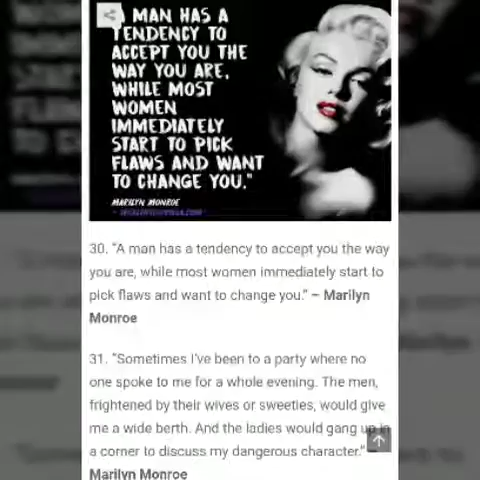 A MAN HAS A
TENDENCY TO
ACCEPT YOU THE
WAY YOU ARE,
WHILE MOST
WOMEN
IMMEDIATELY
START TO PICK
FLAWS AND WANT
TO CHANGE YOU."
MARILYN MONROE
30. "A man has a tendency to accept you the way
you are, while most women immediately start to
pick flaws and want to change you." – Marilyn
Monroe
31. "Sometimes I've been to a party where no
one spoke to me for a whole evening. The men,
frightened by their wives or sweeties, would give
me a wide berth. And the ladies would gang up in
a corner to discuss my dangerous character." –
Marilyn Monroe